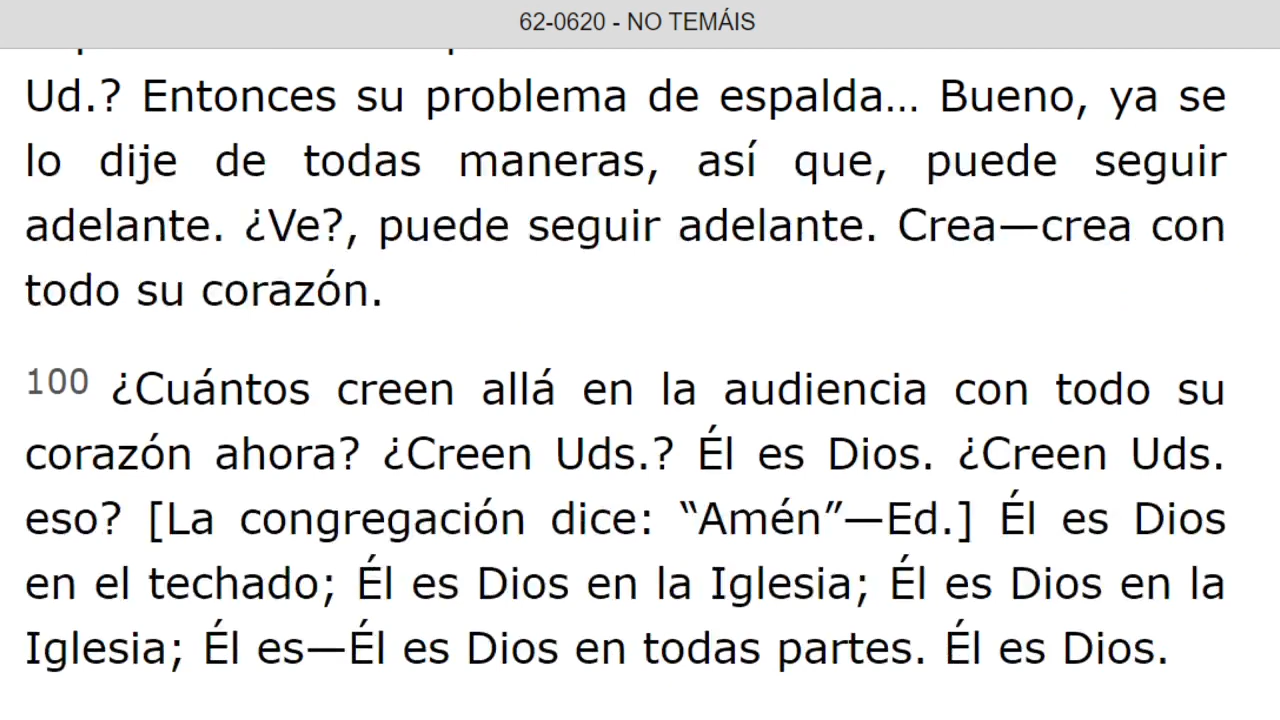 62-0620 - NO TEMÁIS
Ud.? Entonces su problema de espalda… Bueno, ya se
lo dije de todas maneras, así que, puede seguir
adelante. ¿Ve?, puede seguir adelante. Crea—crea con
todo su corazón.
100 ¿Cuántos creen allá en la audiencia con todo su
corazón ahora? ¿Creen Uds.? Él es Dios. ¿Creen Uds.
eso? [La congregación dice: “Amén”—Ed.] Él es Dios
en el techado; Él es Dios en la Iglesia; Él es Dios en la
Iglesia; Él es—Él es Dios en todas partes. Él es Dios.